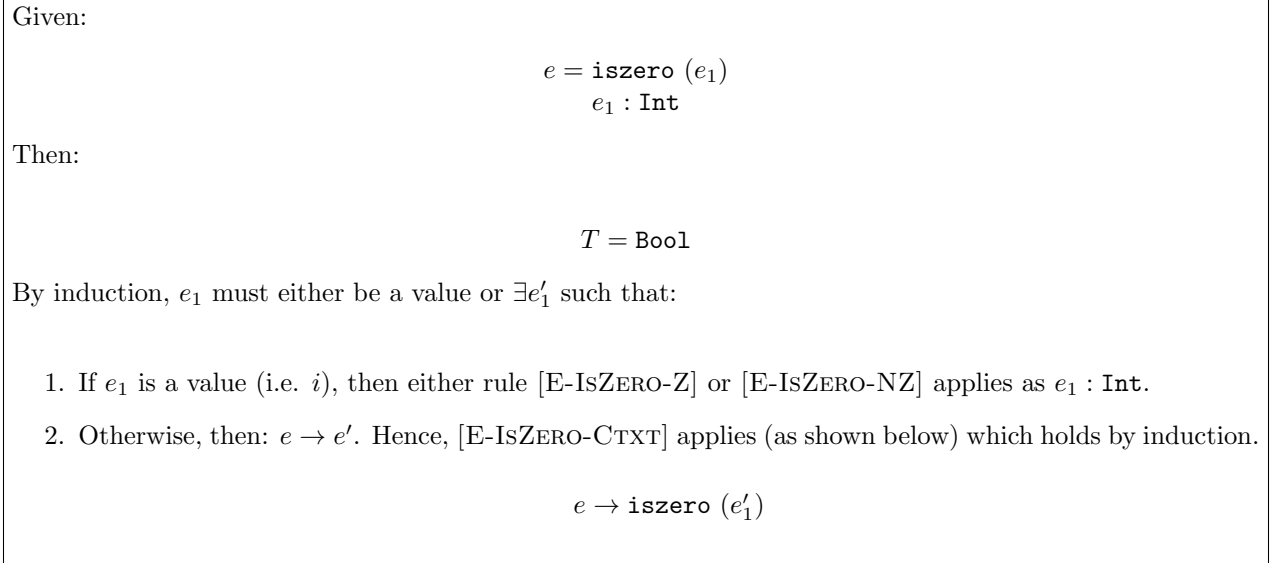 Given:
e = iszero (e₁)
e₁ : Int
Then:
T = Bool
By induction, e₁ must either be a value or ∃e′₁ such that:
1. If e₁ is a value (i.e. i), then either rule [E-IsZero-Z] or [E-IsZero-NZ] applies as e₁ : Int.
2. Otherwise, then: e → e′. Hence, [E-IsZero-Ctxt] applies (as shown below) which holds by induction.
e → iszero (e′₁)